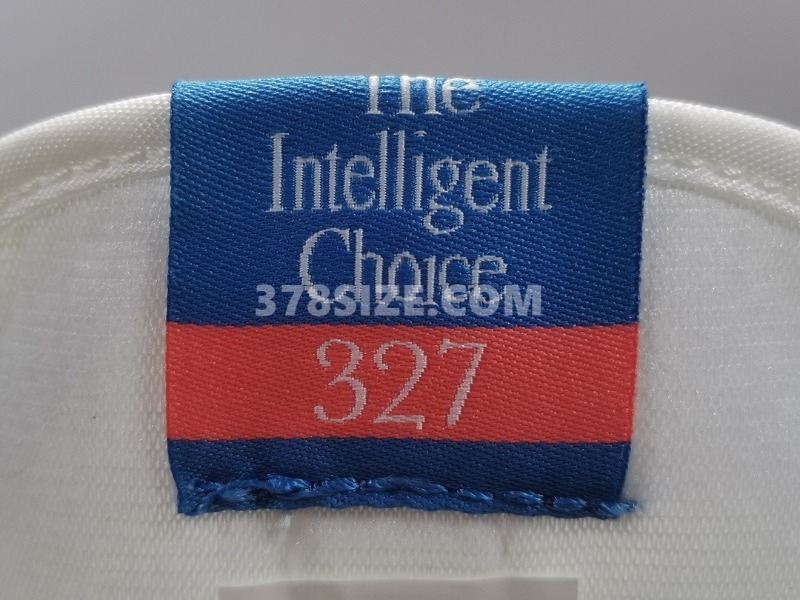 The
Intelligent
Choice
378SIZE.COM
327